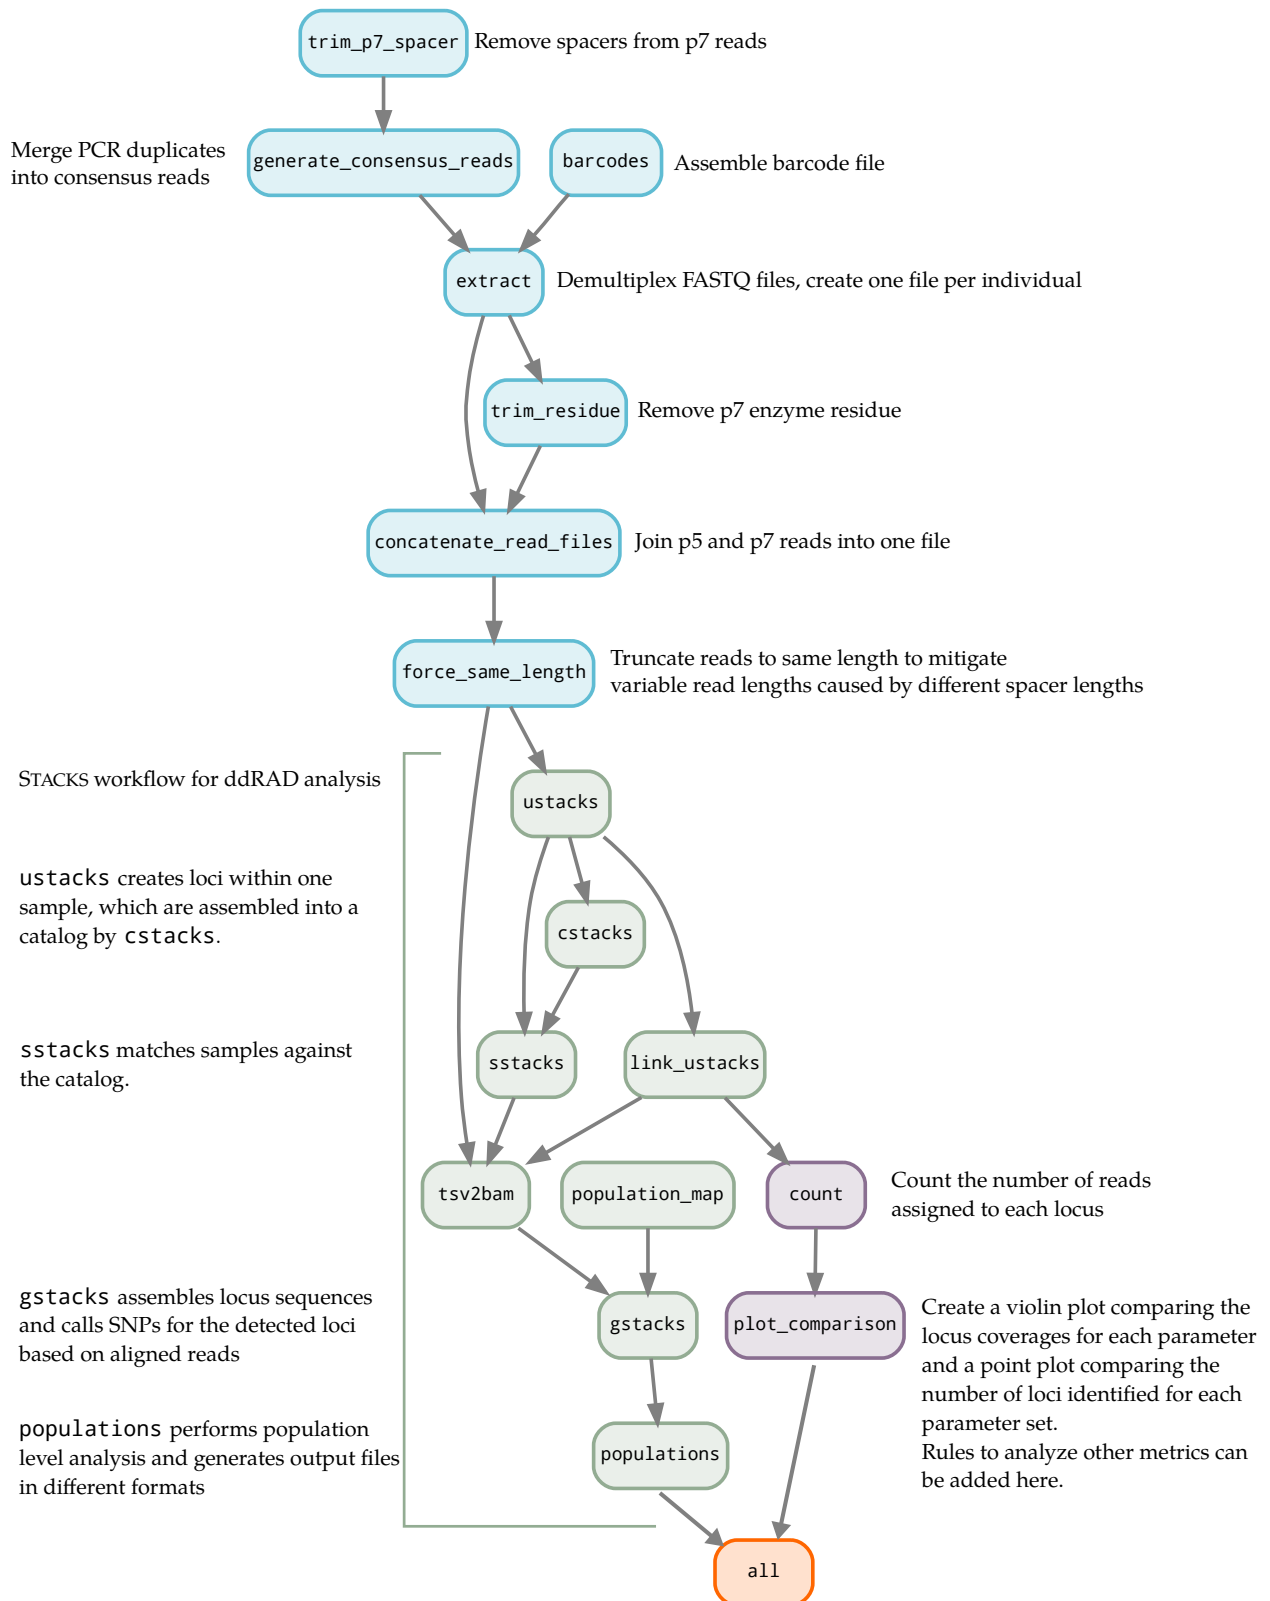 trim_p7_spacer
Remove spacers from p7 reads
Merge PCR duplicates
into consensus reads
generate_consensus_reads
barcodes
Assemble barcode file
extract
Demultiplex FASTQ files, create one file per individual
trim_residue
Remove p7 enzyme residue
concatenate_read_files
Join p5 and p7 reads into one file
force_same_length
Truncate reads to same length to mitigate
variable read lengths caused by different spacer lengths
STACKS workflow for ddRAD analysis
ustacks
ustacks creates loci within one
sample, which are assembled into a
catalog by cstacks.
cstacks
sstacks matches samples against
the catalog.
sstacks
link_ustacks
tsv2bam
population_map
count
Count the number of reads
assigned to each locus
gstacks assembles locus sequences
and calls SNPs for the detected loci
based on aligned reads
gstacks
plot_comparison
Create a violin plot comparing the
locus coverages for each parameter
and a point plot comparing the
number of loci identified for each
parameter set.
Rules to analyze other metrics can
be added here.
populations performs population
level analysis and generates output files
in different formats
populations
all